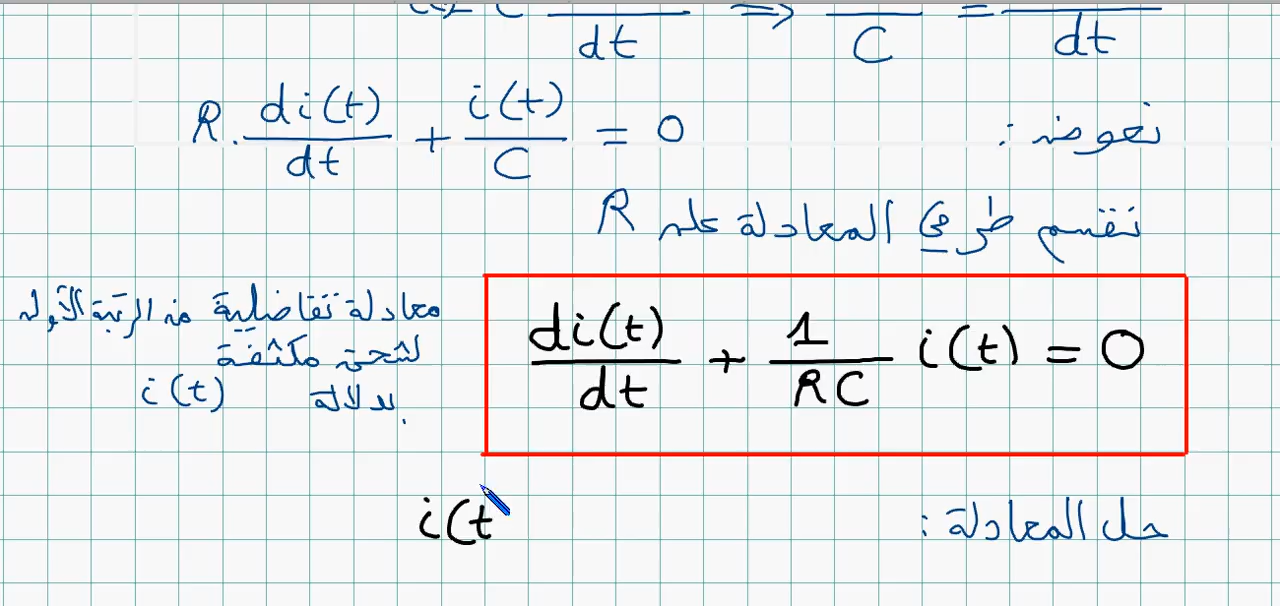 dt ⟹ C = dt
نعوض : R . di(t)/dt + i(t)/C = 0
نقسم طرفي المعادلة على R
di(t)/dt + 1/RC i(t) = 0
معادلة تفاضلية من الرتبة الأولى
لشحن مكثفة
بدلالة i(t)
حل المعادلة : i(t